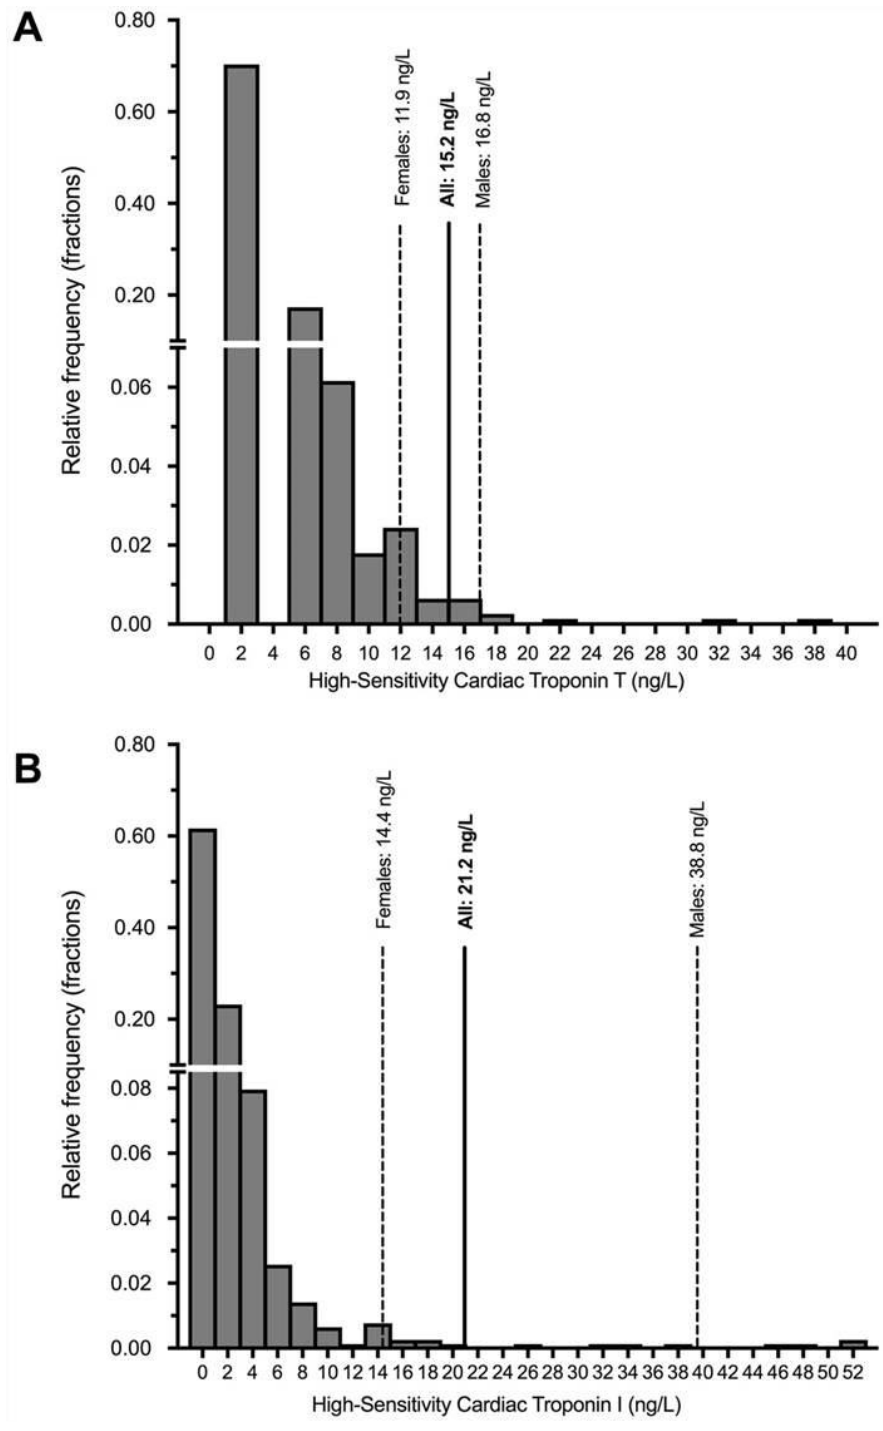 A
Relative frequency (fractions)
0.80
0.60
0.40
0.20
0.06
0.04
0.02
0.00
Females: 11.9 ng/L
All: 15.2 ng/L
Males: 16.8 ng/L
0 2 4 6 8 10 12 14 16 18 20 22 24 26 28 30 32 34 36 38 40
High-Sensitivity Cardiac Troponin T (ng/L)
B
Relative frequency (fractions)
0.80
0.60
0.40
0.20
0.08
0.06
0.04
0.02
0.00
Females: 14.4 ng/L
All: 21.2 ng/L
Males: 38.8 ng/L
0 2 4 6 8 10 12 14 16 18 20 22 24 26 28 30 32 34 36 38 40 42 44 46 48 50 52
High-Sensitivity Cardiac Troponin I (ng/L)